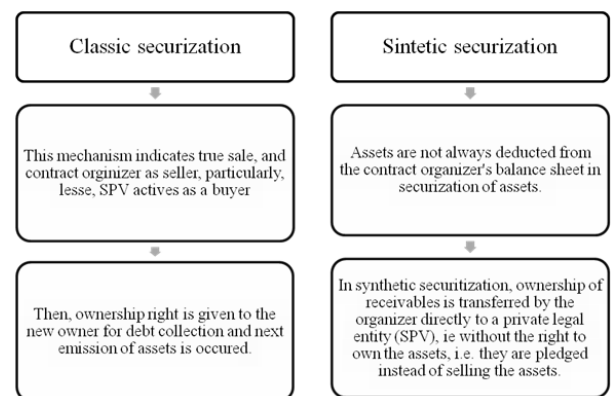 Classic securization
This mechanism indicates true sale, and
contract orginizer as seller, particularly,
lesse, SPV actives as a buyer
Then, ownership right is given to the
new owner for debt collection and next
emission of assets is occured.
Sintetic securization
Assets are not always deducted from
the contract organizer's balance sheet in
securization of assets.
In synthetic securitization, ownership of
receivables is transferred by the
organizer directly to a private legal
entity (SPV), ie without the right to
own the assets, i.e. they are pledged
instead of selling the assets.